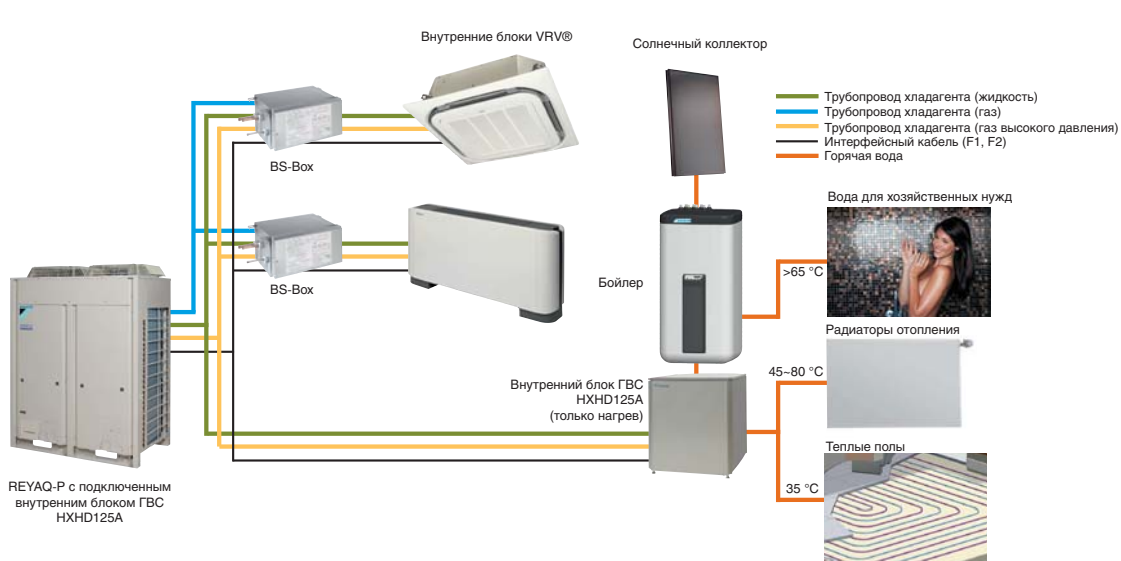 Внутренние блоки VRV®
Солнечный коллектор
Трубопровод хладагента (жидкость)
Трубопровод хладагента (газ)
Трубопровод хладагента (газ высокого давления)
Интерфейсный кабель (F1, F2)
Горячая вода
BS-Box
Вода для хозяйственных нужд
>65 °C
BS-Box
Бойлер
Радиаторы отопления
45~80 °C
Внутренний блок ГВС
HXHD125A
(только нагрев)
Теплые полы
35 °C
REYAQ-P с подключенным
внутренним блоком ГВС
HXHD125A